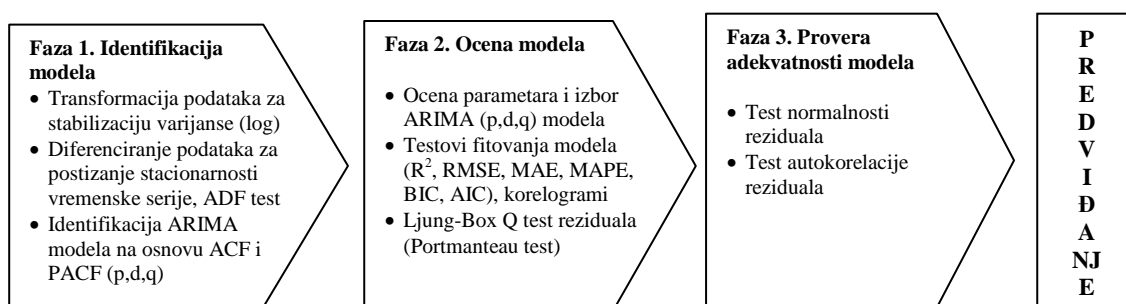 Faza 1. Identifikacija
modela
• Transformacija podataka za
stabilizaciju varijanse (log)
• Diferenciranje podataka za
postizanje stacionarnosti
vremenske serije, ADF test
• Identifikacija ARIMA
modela na osnovu ACF i
PACF (p,d,q)
Faza 2. Ocena modela
• Ocena parametara i izbor
ARIMA (p,d,q) modela
• Testovi fitovanja modela
(R², RMSE, MAE, MAPE,
BIC, AIC), korelogrami
• Ljung-Box Q test reziduala
(Portmanteau test)
Faza 3. Provera
adekvatnosti modela
• Test normalnosti
reziduala
• Test autokorelacije
reziduala
P
R
E
D
V
I
Đ
A
NJ
E